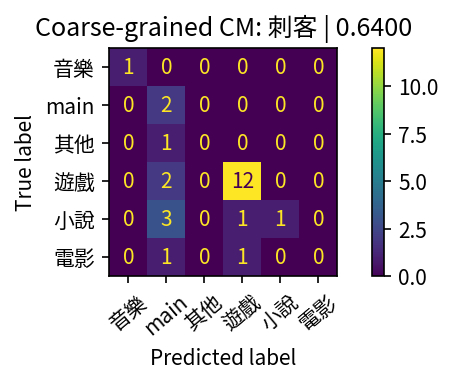 Coarse-grained CM: 刺客 | 0.6400
True label
音樂 1 0 0 0 0 0
main 0 2 0 0 0 0
其他 0 1 0 0 0 0
遊戲 0 2 0 12 0 0
小說 0 3 0 1 1 0
電影 0 1 0 1 0 0
音樂 main 其他 遊戲 小說 電影
Predicted label
10.0
7.5
5.0
2.5
0.0